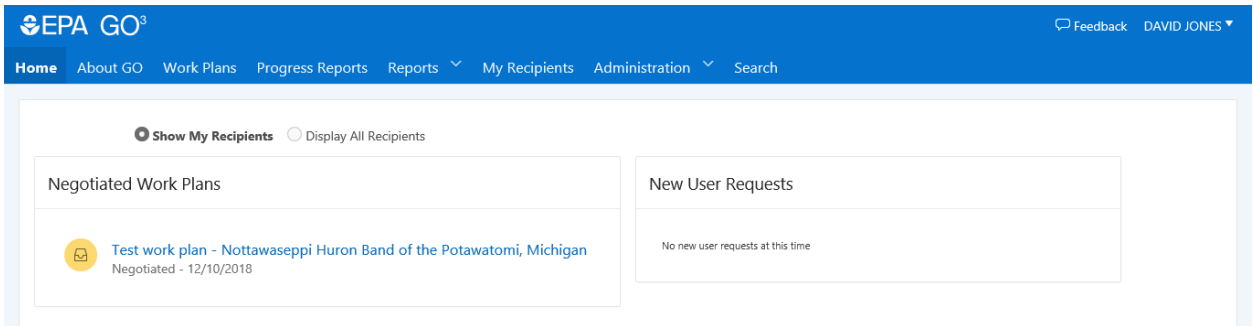 EPA GO³
Feedback DAVID JONES
Home About GO Work Plans Progress Reports Reports My Recipients Administration Search
Show My Recipients Display All Recipients
Negotiated Work Plans
Test work plan - Nottawaseppi Huron Band of the Potawatomi, Michigan
Negotiated - 12/10/2018
New User Requests
No new user requests at this time